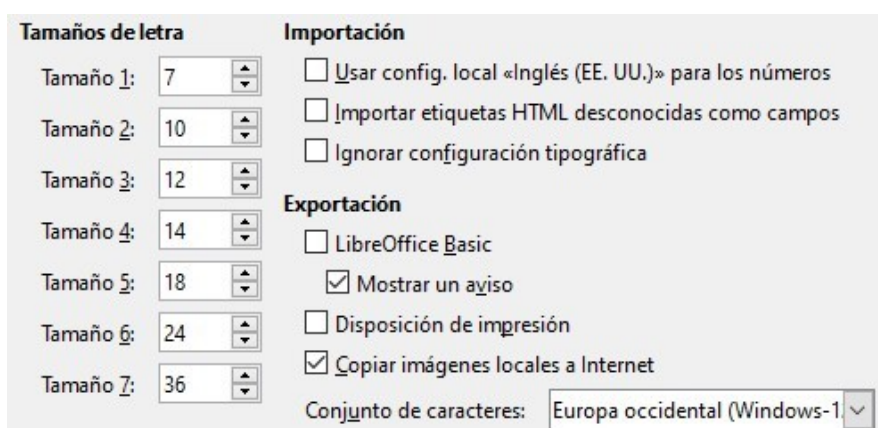 Tamaños de letra
Tamaño 1: 7
Tamaño 2: 10
Tamaño 3: 12
Tamaño 4: 14
Tamaño 5: 18
Tamaño 6: 24
Tamaño 7: 36
Importación
Usar config. local «Inglés (EE. UU.)» para los números
Importar etiquetas HTML desconocidas como campos
Ignorar configuración tipográfica
Exportación
LibreOffice Basic
Mostrar un aviso
Disposición de impresión
Copiar imágenes locales a Internet
Conjunto de caracteres: Europa occidental (Windows-1